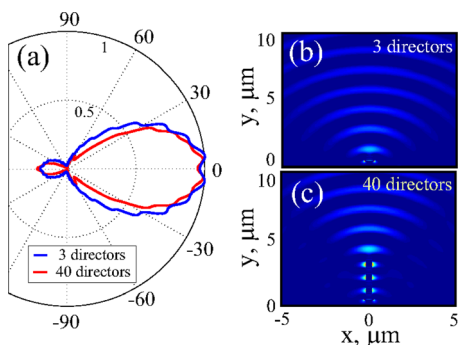 (a)
90
60
30
0
-30
-60
-90
1
0.5
3 directors
40 directors
(b)
3 directors
10
5
0
y, μm
(c)
40 directors
10
5
0
y, μm
-5
0
5
x, μm